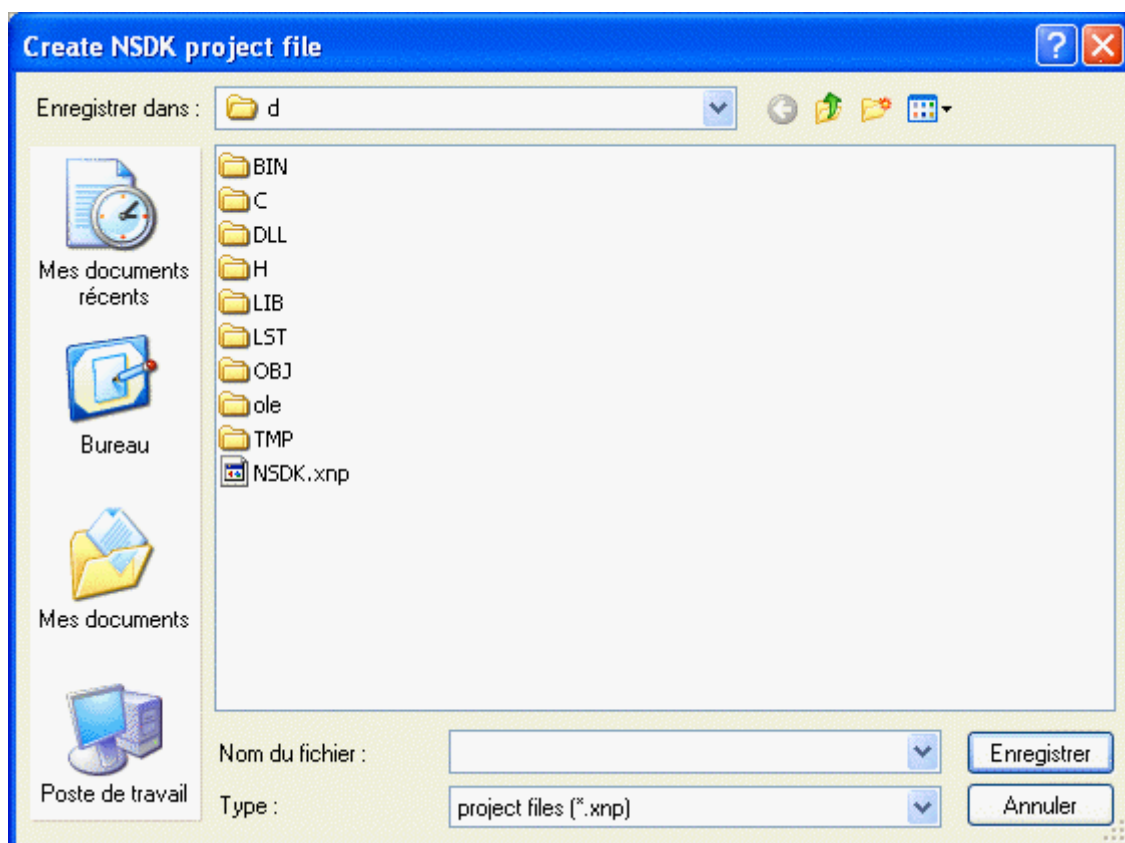 Create NSDK project file
Enregistrer dans :
d
BIN
C
DLL
H
LIB
LST
OBJ
ole
TMP
NSDK.xnp
Mes documents
récents
Bureau
Mes documents
Poste de travail
Nom du fichier :
Enregistrer
Type :
project files (*.xnp)
Annuler